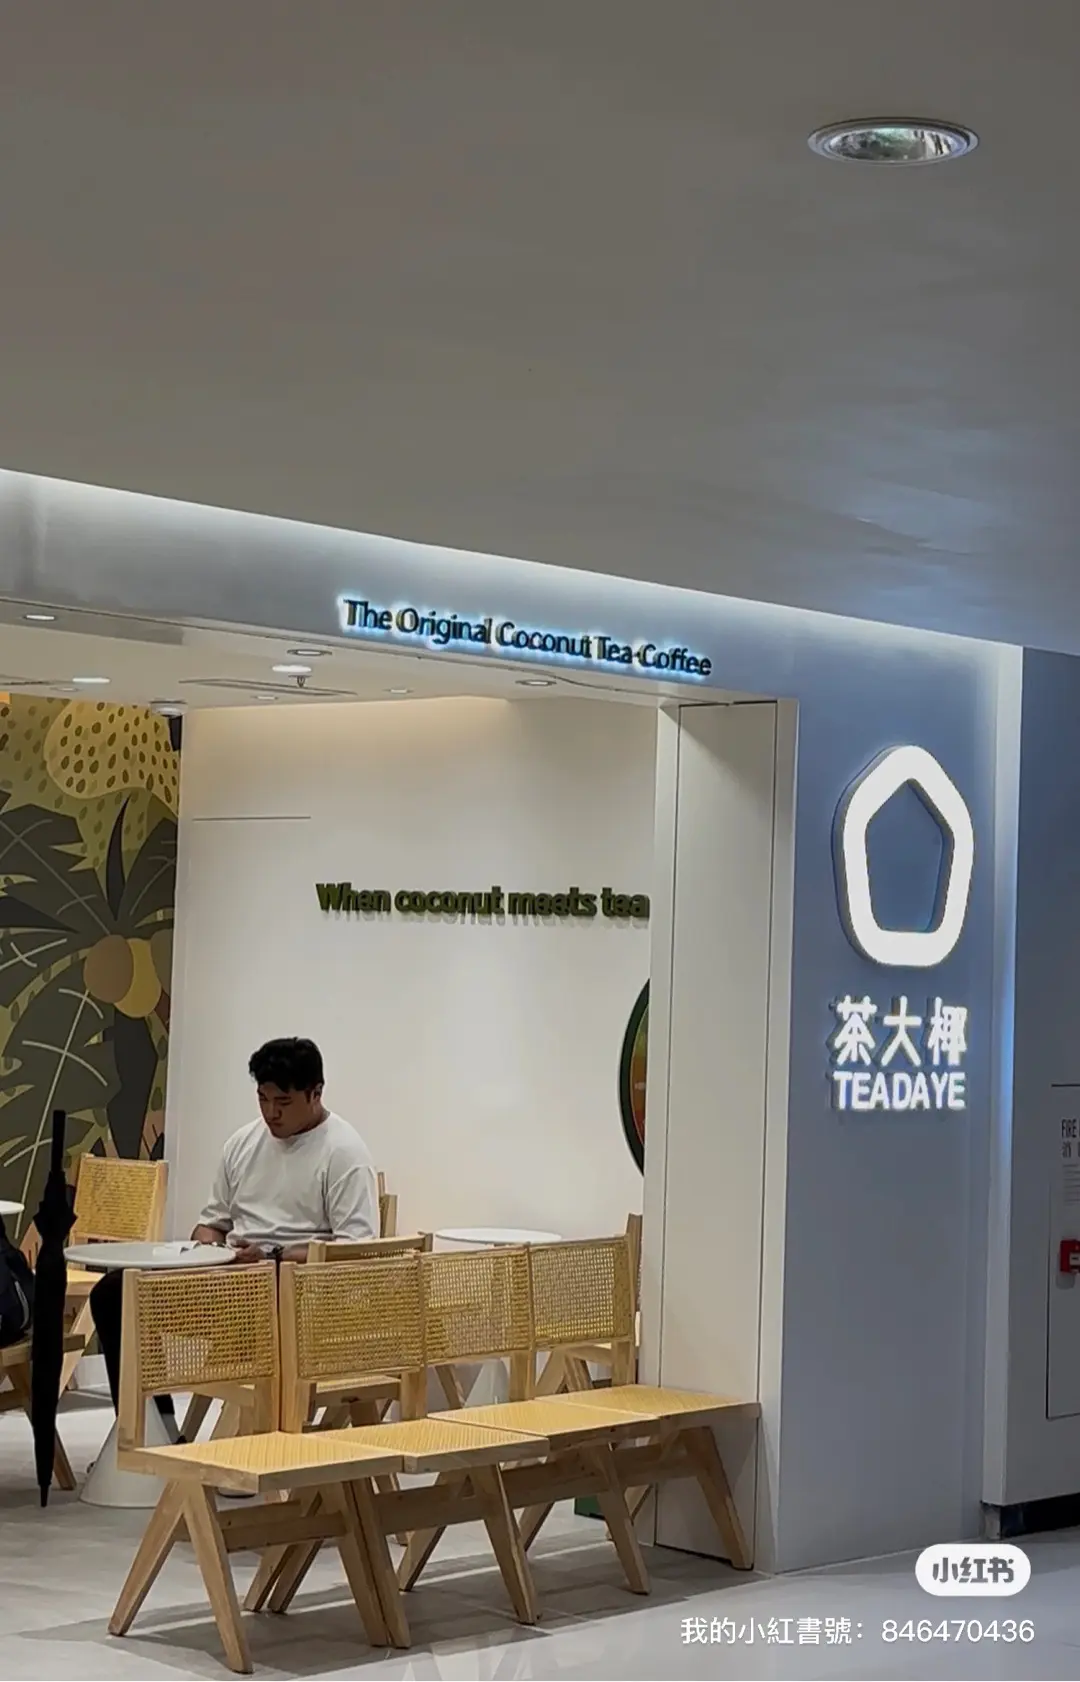 The Original Coconut Tea·Coffee
When coconut meets tea
茶大椰
TEADAYE
FIRE
小红书
我的小紅書號：846470436